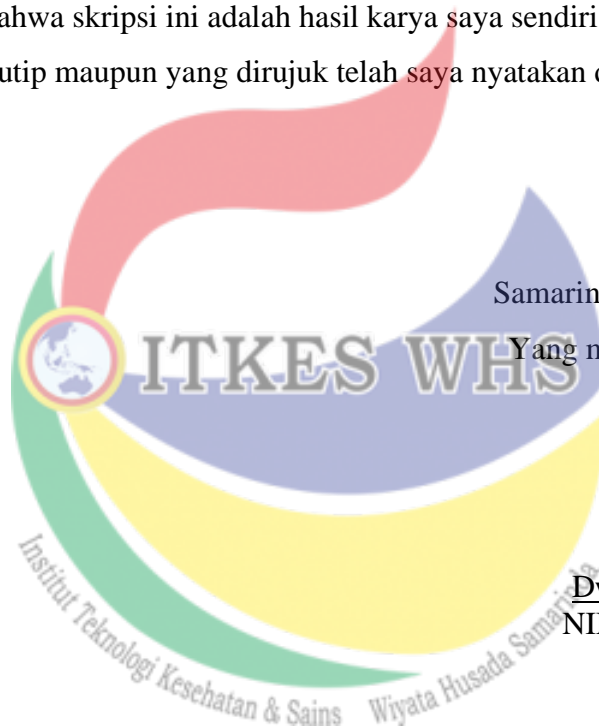 ahwa skripsi ini adalah hasil karya saya sendiri
utip maupun yang dirujuk telah saya nyatakan d
Samarin
Yang m
ITKES WHS
Dw
NI
Institut Teknologi Kesehatan & Sains Wiyata Husada Samarinda